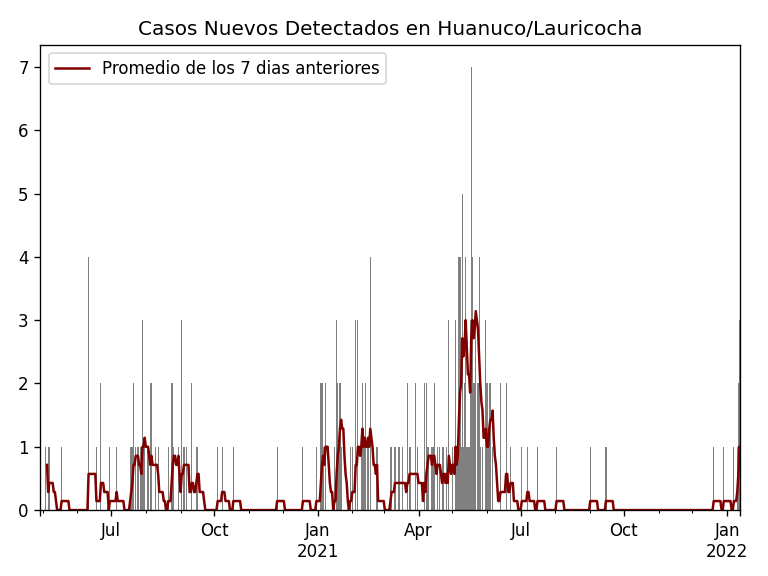 Casos Nuevos Detectados en Huanuco/Lauricocha
Promedio de los 7 dias anteriores
7
6
5
4
3
2
1
0
Jul
Oct
Jan
2021
Apr
Jul
Oct
Jan
2022